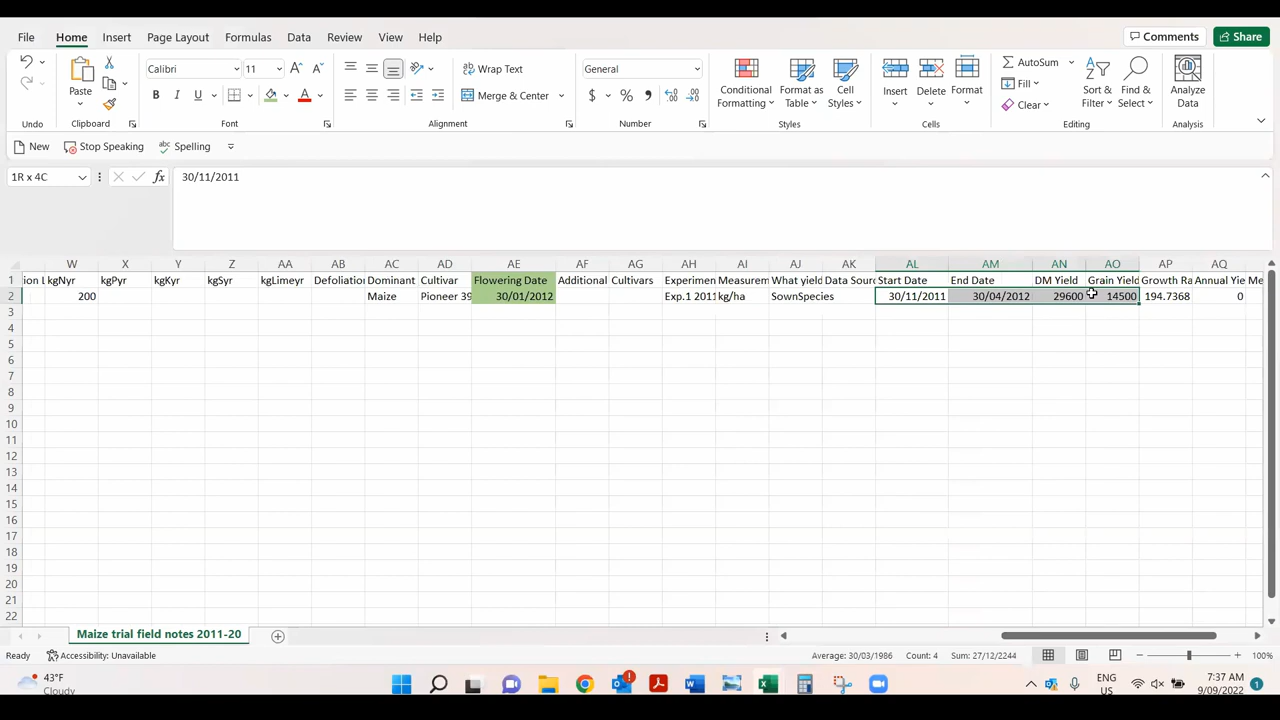 File Home Insert Page Layout Formulas Data Review View Help Comments Share
Calibri 11 Wrap Text General AutoSum
Paste B I U Merge & Center $ % Conditional Formatting Format as Table Cell Styles Insert Delete Format Fill Clear Sort & Filter Find & Select Analyze Data
Undo Clipboard Font Alignment Number Styles Cells Editing Analysis
New Stop Speaking Spelling
1R x 4C fx 30/11/2011
W X Y Z AA AB AC AD AE AF AG AH AI AJ AK AL AM AN AO AP AQ
1 ion L kgNyr kgPyr kgKyr kgSyr kgLimeyr Defoliation Dominant Cultivar Flowering Date Additional Cultivars Experimen Measurem What yield Data Sour Start Date End Date DM Yield Grain Yield Growth Ra Annual Yie Me
2 200 Maize Pioneer 39 30/01/2012 Exp.1 2011 kg/ha SownSpecies 30/11/2011 30/04/2012 29600 14500 194.7368 0
3
4
5
6
7
8
9
10
11
12
13
14
15
16
17
18
19
20
21
22
Maize trial field notes 2011-20
Ready Accessibility: Unavailable Average: 30/03/1986 Count: 4 Sum: 27/12/2244 100%
43°F
Cloudy
ENG
US
7:37 AM
9/09/2022
1